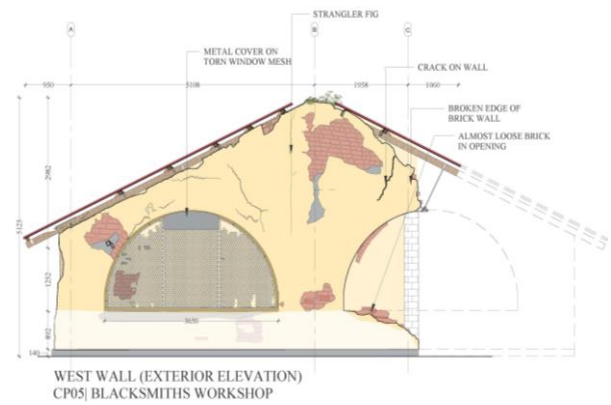 STRANGLER FIG
A
B
C
METAL COVER ON
TORN WINDOW MESH
CRACK ON WALL
950
5108
1958
1060
BROKEN EDGE OF
BRICK WALL
ALMOST LOOSE BRICK
IN OPENING
2982
5125
1252
802
140
3650
WEST WALL (EXTERIOR ELEVATION)
CP05| BLACKSMITHS WORKSHOP